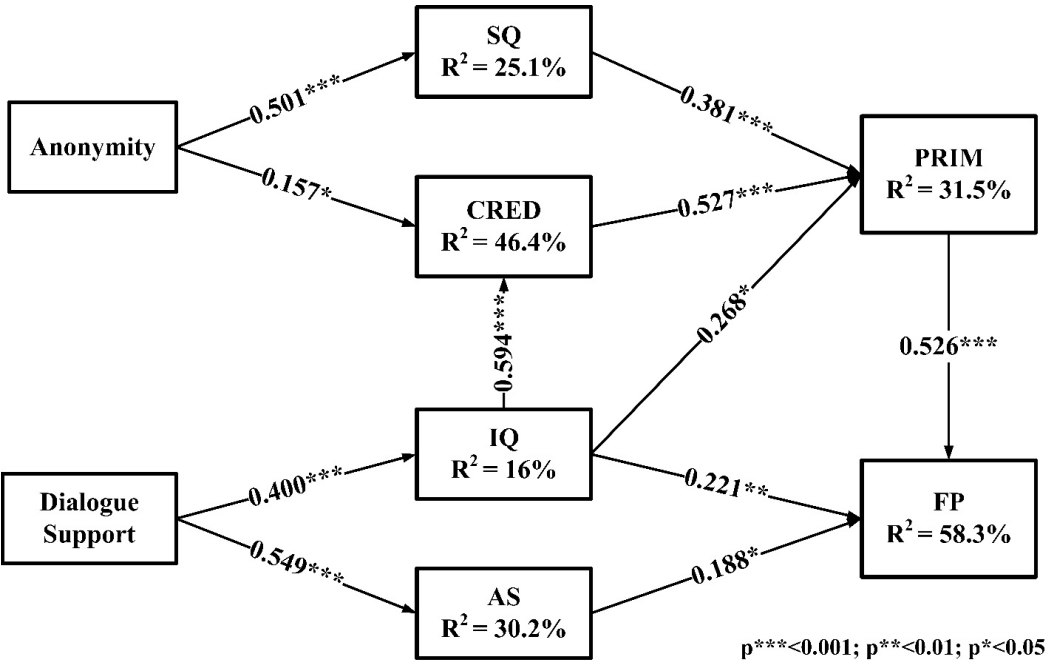 SQ
R² = 25.1%
0.501***
0.381***
Anonymity
PRIM
R² = 31.5%
0.157*
CRED
R² = 46.4%
0.527***
0.594***
0.268*
0.526***
IQ
R² = 16%
0.400***
0.221**
Dialogue
Support
FP
R² = 58.3%
0.549***
0.188*
AS
R² = 30.2%
p***<0.001; p**<0.01; p*<0.05